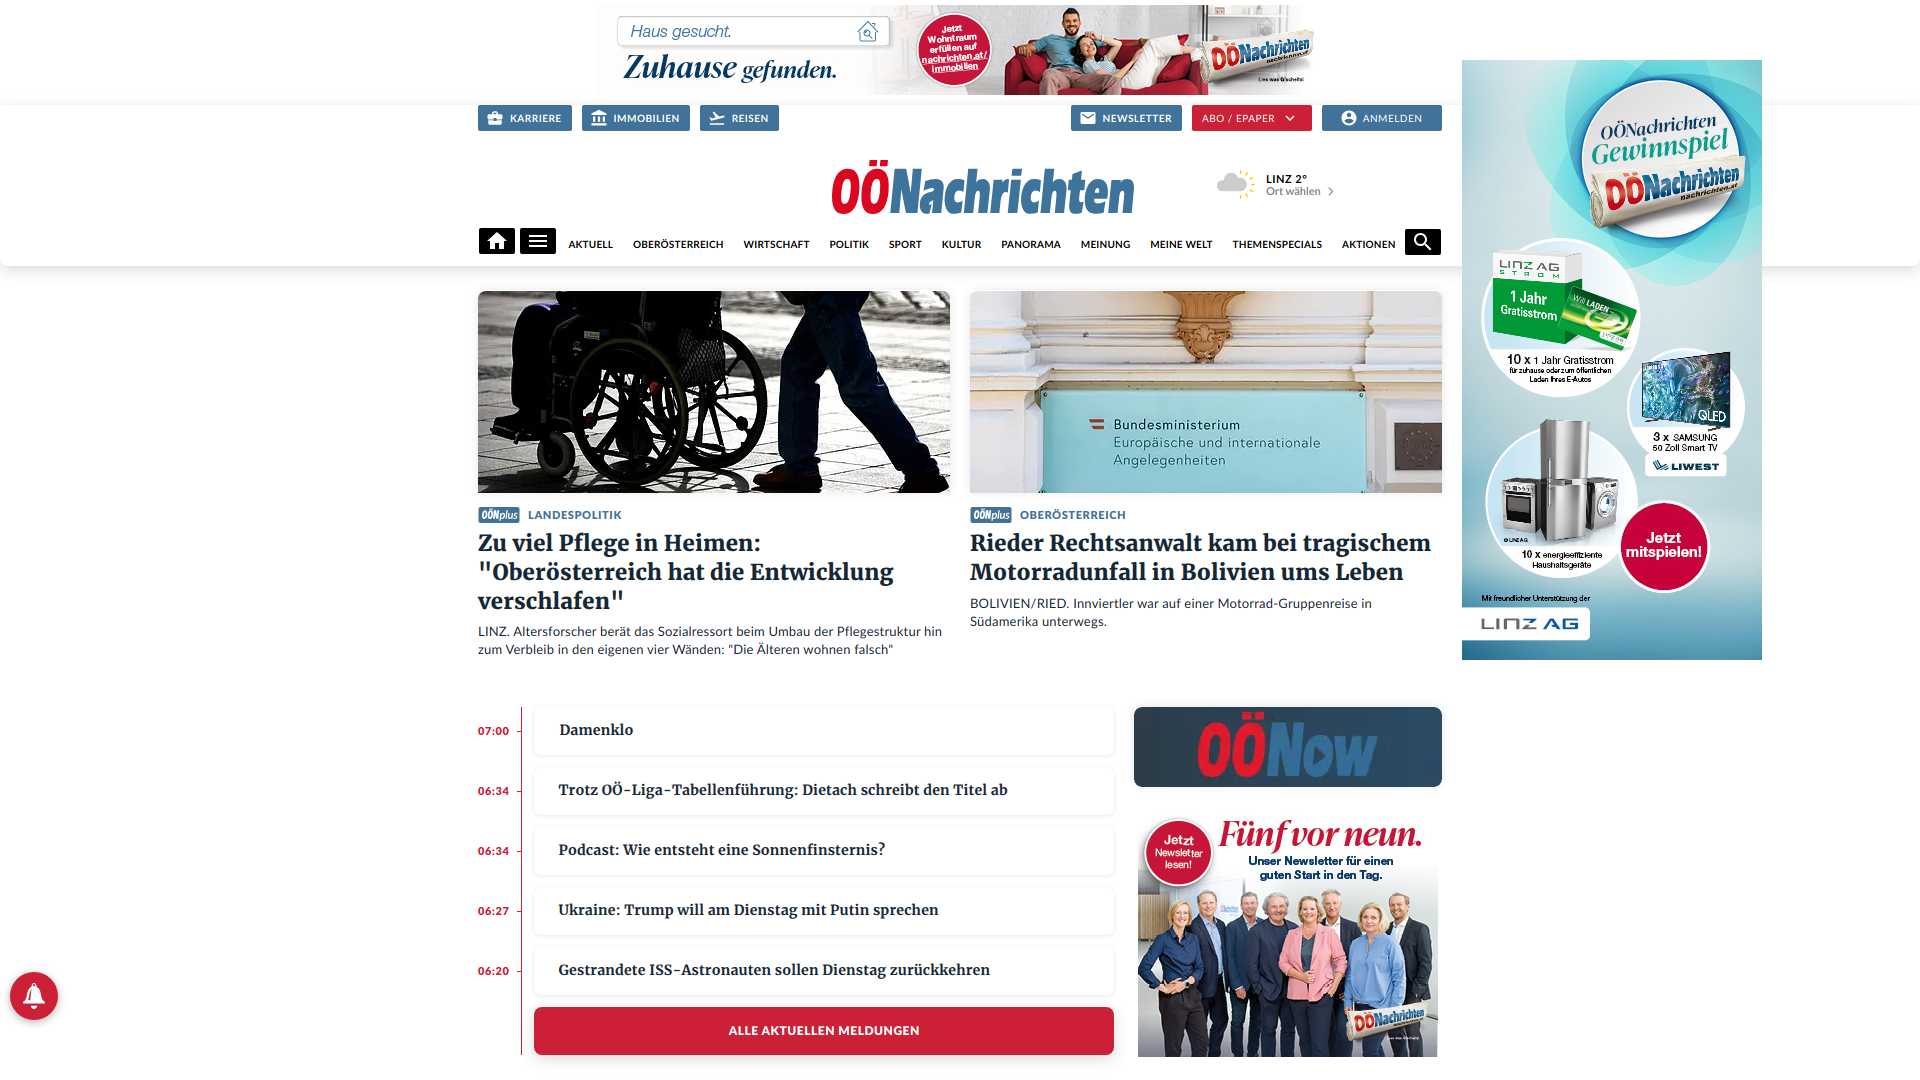 Haus gesucht.
Zuhause gefunden.
Jetzt
Wohntraum
erfüllen auf
nachrichten.at/
immobilien
OÖNachrichten
Lies was G'scheits!
KARRIERE
IMMOBILIEN
REISEN
NEWSLETTER
ABO / EPAPER
ANMELDEN
OÖNachrichten
LINZ 2°
Ort wählen
AKTUELL
OBERÖSTERREICH
WIRTSCHAFT
POLITIK
SPORT
KULTUR
PANORAMA
MEINUNG
MEINE WELT
THEMENSPECIALS
AKTIONEN
Bundesministerium
Europäische und internationale
Angelegenheiten
OÖNplus LANDESPOLITIK
Zu viel Pflege in Heimen:
"Oberösterreich hat die Entwicklung
verschlafen"
LINZ. Altersforscher berät das Sozialressort beim Umbau der Pflegestruktur hin
zum Verbleib in den eigenen vier Wänden: "Die Älteren wohnen falsch"
OÖNplus OBERÖSTERREICH
Rieder Rechtsanwalt kam bei tragischem
Motorradunfall in Bolivien ums Leben
BOLIVIEN/RIED. Innviertler war auf einer Motorrad-Gruppenreise in
Südamerika unterwegs.
OÖNachrichten
Gewinnspiel
OÖNachrichten
nachrichten.at
LINZ AG
STROM
1 Jahr
Gratisstrom
Will LADEN
10 x 1 Jahr Gratisstrom
für zuhause oder zum öffentlichen
Laden Ihres E-Autos
QLED
3 x SAMSUNG
50 Zoll Smart TV
LIWEST
© LINZ AG
10 x energieeffiziente
Haushaltsgeräte
Jetzt
mitspielen!
Mit freundlicher Unterstützung der
LINZ AG
07:00 Damenklo
06:34 Trotz OÖ-Liga-Tabellenführung: Dietach schreibt den Titel ab
06:34 Podcast: Wie entsteht eine Sonnenfinsternis?
06:27 Ukraine: Trump will am Dienstag mit Putin sprechen
06:20 Gestrandete ISS-Astronauten sollen Dienstag zurückkehren
ALLE AKTUELLEN MELDUNGEN
OÖNow
Jetzt
Newsletter
lesen!
Fünf vor neun.
Unser Newsletter für einen
guten Start in den Tag.
OÖNachrichten